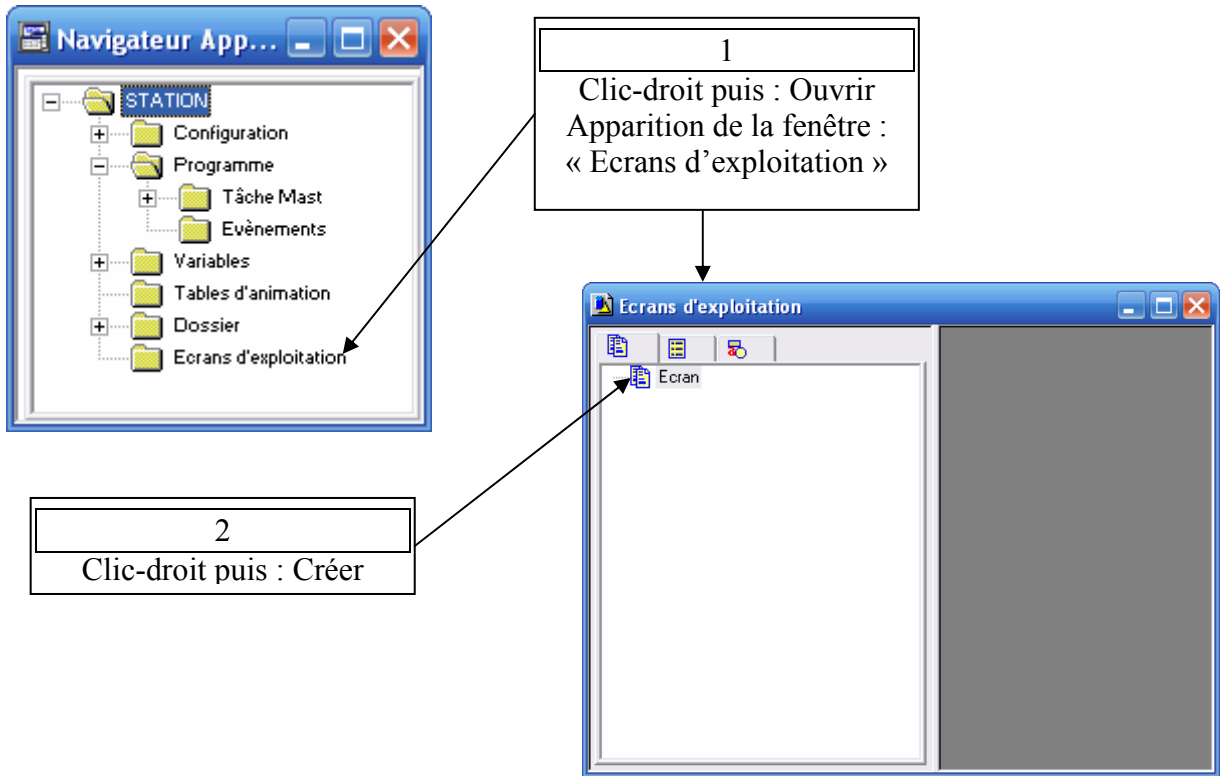 Navigateur App...
STATION
Configuration
Programme
Tâche Mast
Evènements
Variables
Tables d'animation
Dossier
Ecrans d'exploitation
1
Clic-droit puis : Ouvrir
Apparition de la fenêtre :
« Ecrans d’exploitation »
Ecrans d'exploitation
Ecran
2
Clic-droit puis : Créer